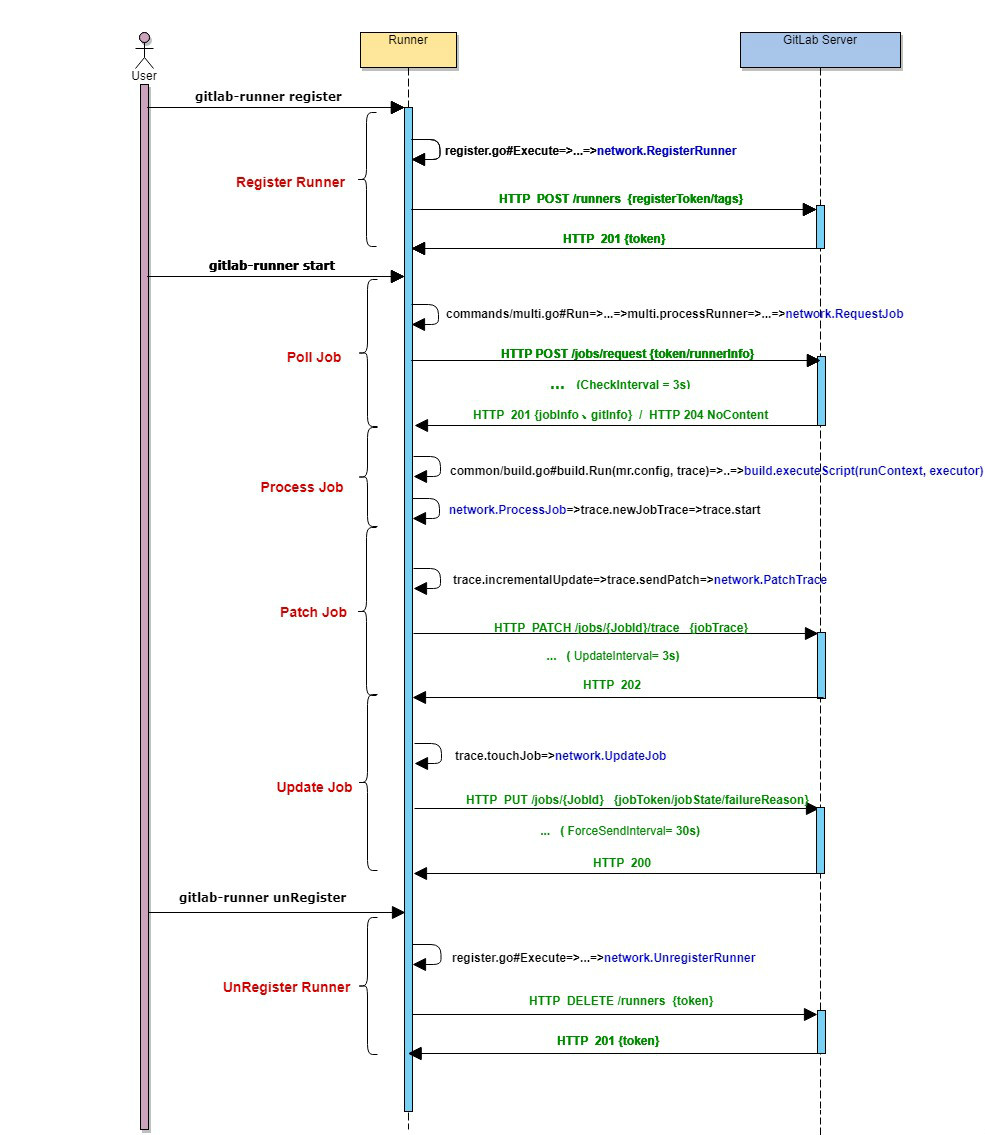 Runner
GitLab Server
User
gitlab-runner register
register.go#Execute=>...=>network.RegisterRunner
Register Runner
HTTP POST /runners {registerToken/tags}
HTTP 201 {token}
gitlab-runner start
commands/multi.go#Run=>...=>multi.processRunner=>...=>network.RequestJob
Poll Job
HTTP POST /jobs/request {token/runnerInfo}
... (CheckInterval = 3s)
HTTP 201 {jobInfo、gitInfo} / HTTP 204 NoContent
common/build.go#build.Run(mr.config, trace)=>..=>build.executeScript(runContext, executor)
Process Job
network.ProcessJob=>trace.newJobTrace=>trace.start
trace.incrementalUpdate=>trace.sendPatch=>network.PatchTrace
Patch Job
HTTP PATCH /jobs/{JobId}/trace {jobTrace}
... ( UpdateInterval= 3s)
HTTP 202
trace.touchJob=>network.UpdateJob
Update Job
HTTP PUT /jobs/{JobId} {jobToken/jobState/failureReason}
... ( ForceSendInterval= 30s)
HTTP 200
gitlab-runner unRegister
register.go#Execute=>...=>network.UnregisterRunner
UnRegister Runner
HTTP DELETE /runners {token}
HTTP 201 {token}